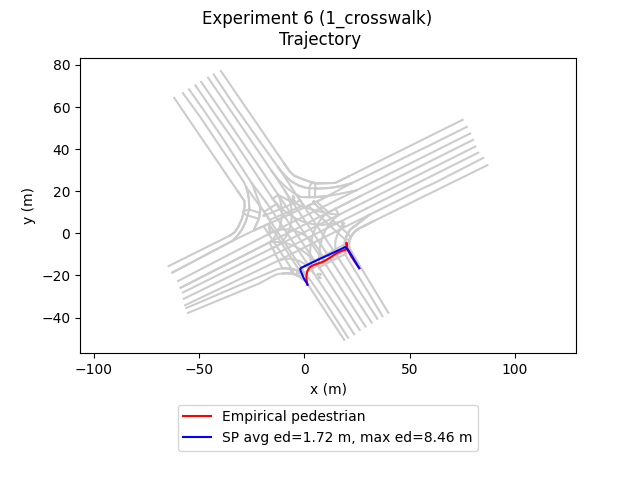 Experiment 6 (1_crosswalk)
Trajectory
80
60
40
20
0
−20
−40
y (m)
−100
−50
0
50
100
x (m)
Empirical pedestrian
SP avg ed=1.72 m, max ed=8.46 m